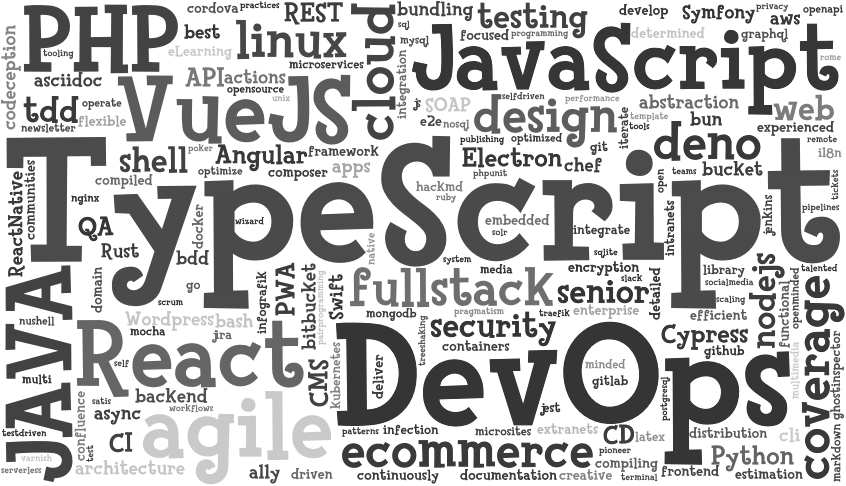 cordova
practices
REST
bundling
testing
develop
Symfony
privacy
aws
openapi
PHP
tooling
best
eLearning
linux
cloud
sql
mysql
focused
programming
determined
graphql
codeception
microservices
JavaScript
rome
asciidoc
API
actions
opensource
integration
tdd
operate
VueJS
unix
js
SOAP
selfdriven
performance
abstraction
web
newsletter
flexible
e2e
nosql
design
iterate
template
tools
bun
experienced
publishing
optimized
git
deno
remote
i18n
shell
poker
Angular
framework
Electron
chef
bucket
optimize
composer
apps
phpunit
open
teams
tickets
ReactNative
communities
compiled
TypeScript
hackmd
ruby
nginx
QA
docker
wizard
embedded
solr
integrate
intranets
jenkins
pipelines
Rust
bdd
native
sqlite
domain
go
system
media
encryption
library
nodejs
talented
scrum
infografik
PWA
bitbucket
pairprogramming
Swift
fullstack
slack
senior
detailed
socialmedia
scaling
functional
openminded
JAVA
nushell
Wordpress
bash
mongodb
pragmatism
traefik
enterprise
efficient
mocha
jira
React
kubernetes
treeshaking
security
containers
DevOps
Cypress
github
coverage
multimedia
ghostinspector
multi
self
CMS
deliver
minded
gitlab
satis
backend
workflows
postgresql
async
confluence
jest
testdriven
test
CI
agile
patterns
infection
microsites
extranets
CD
latex
distribution
cli
varnish
serverless
architecture
ecommerce
pioneer
compiling
Python
markdown
ally
driven
continuously
documentation
creative
terminal
frontend
estimation